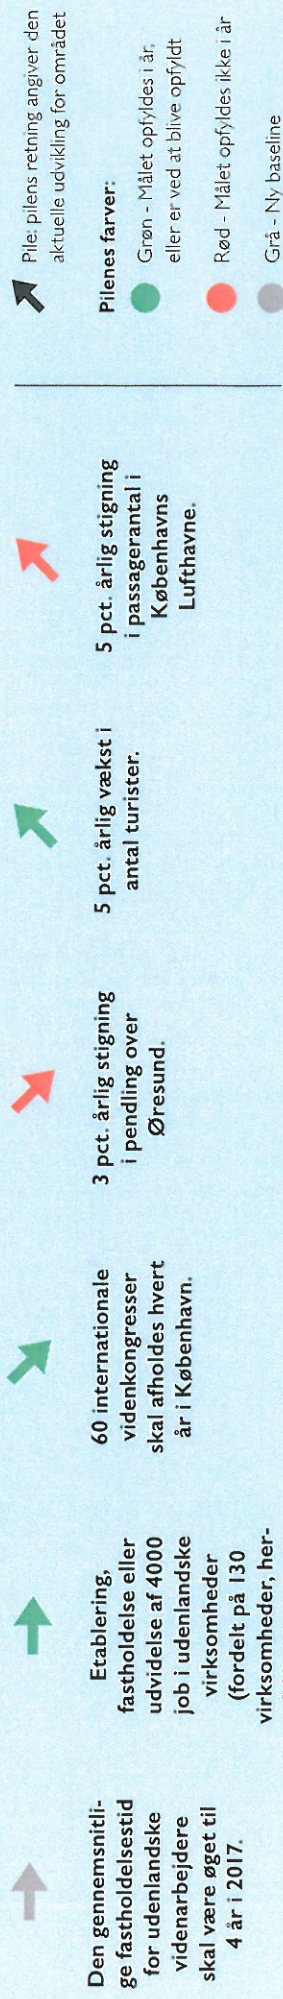 Den gennemsnitli-
ge fastholdelsestid
for udenlandske
videnarbejdere
skal være øget til
4 år i 2017.
Etablering,
fastholdelse eller
udvidelse af 4000
job i udenlandske
virksomheder
(fordelt på 130
virksomheder, her-
60 internationale
videnkongresser
skal afholdes hvert
år i København.
3 pct. årlig stigning
i pendling over
Øresund.
5 pct. årlig vækst i
antal turister.
5 pct. årlig stigning
i passagerantal i
Københavns
Lufthavne.
Pile: pilens retning angiver den
aktuelle udvikling for området
Pilenes farver:
Grøn - Målet opfyldes i år,
eller er ved at blive opfyldt
Rød - Målet opfyldes ikke i år
Grå - Ny baseline